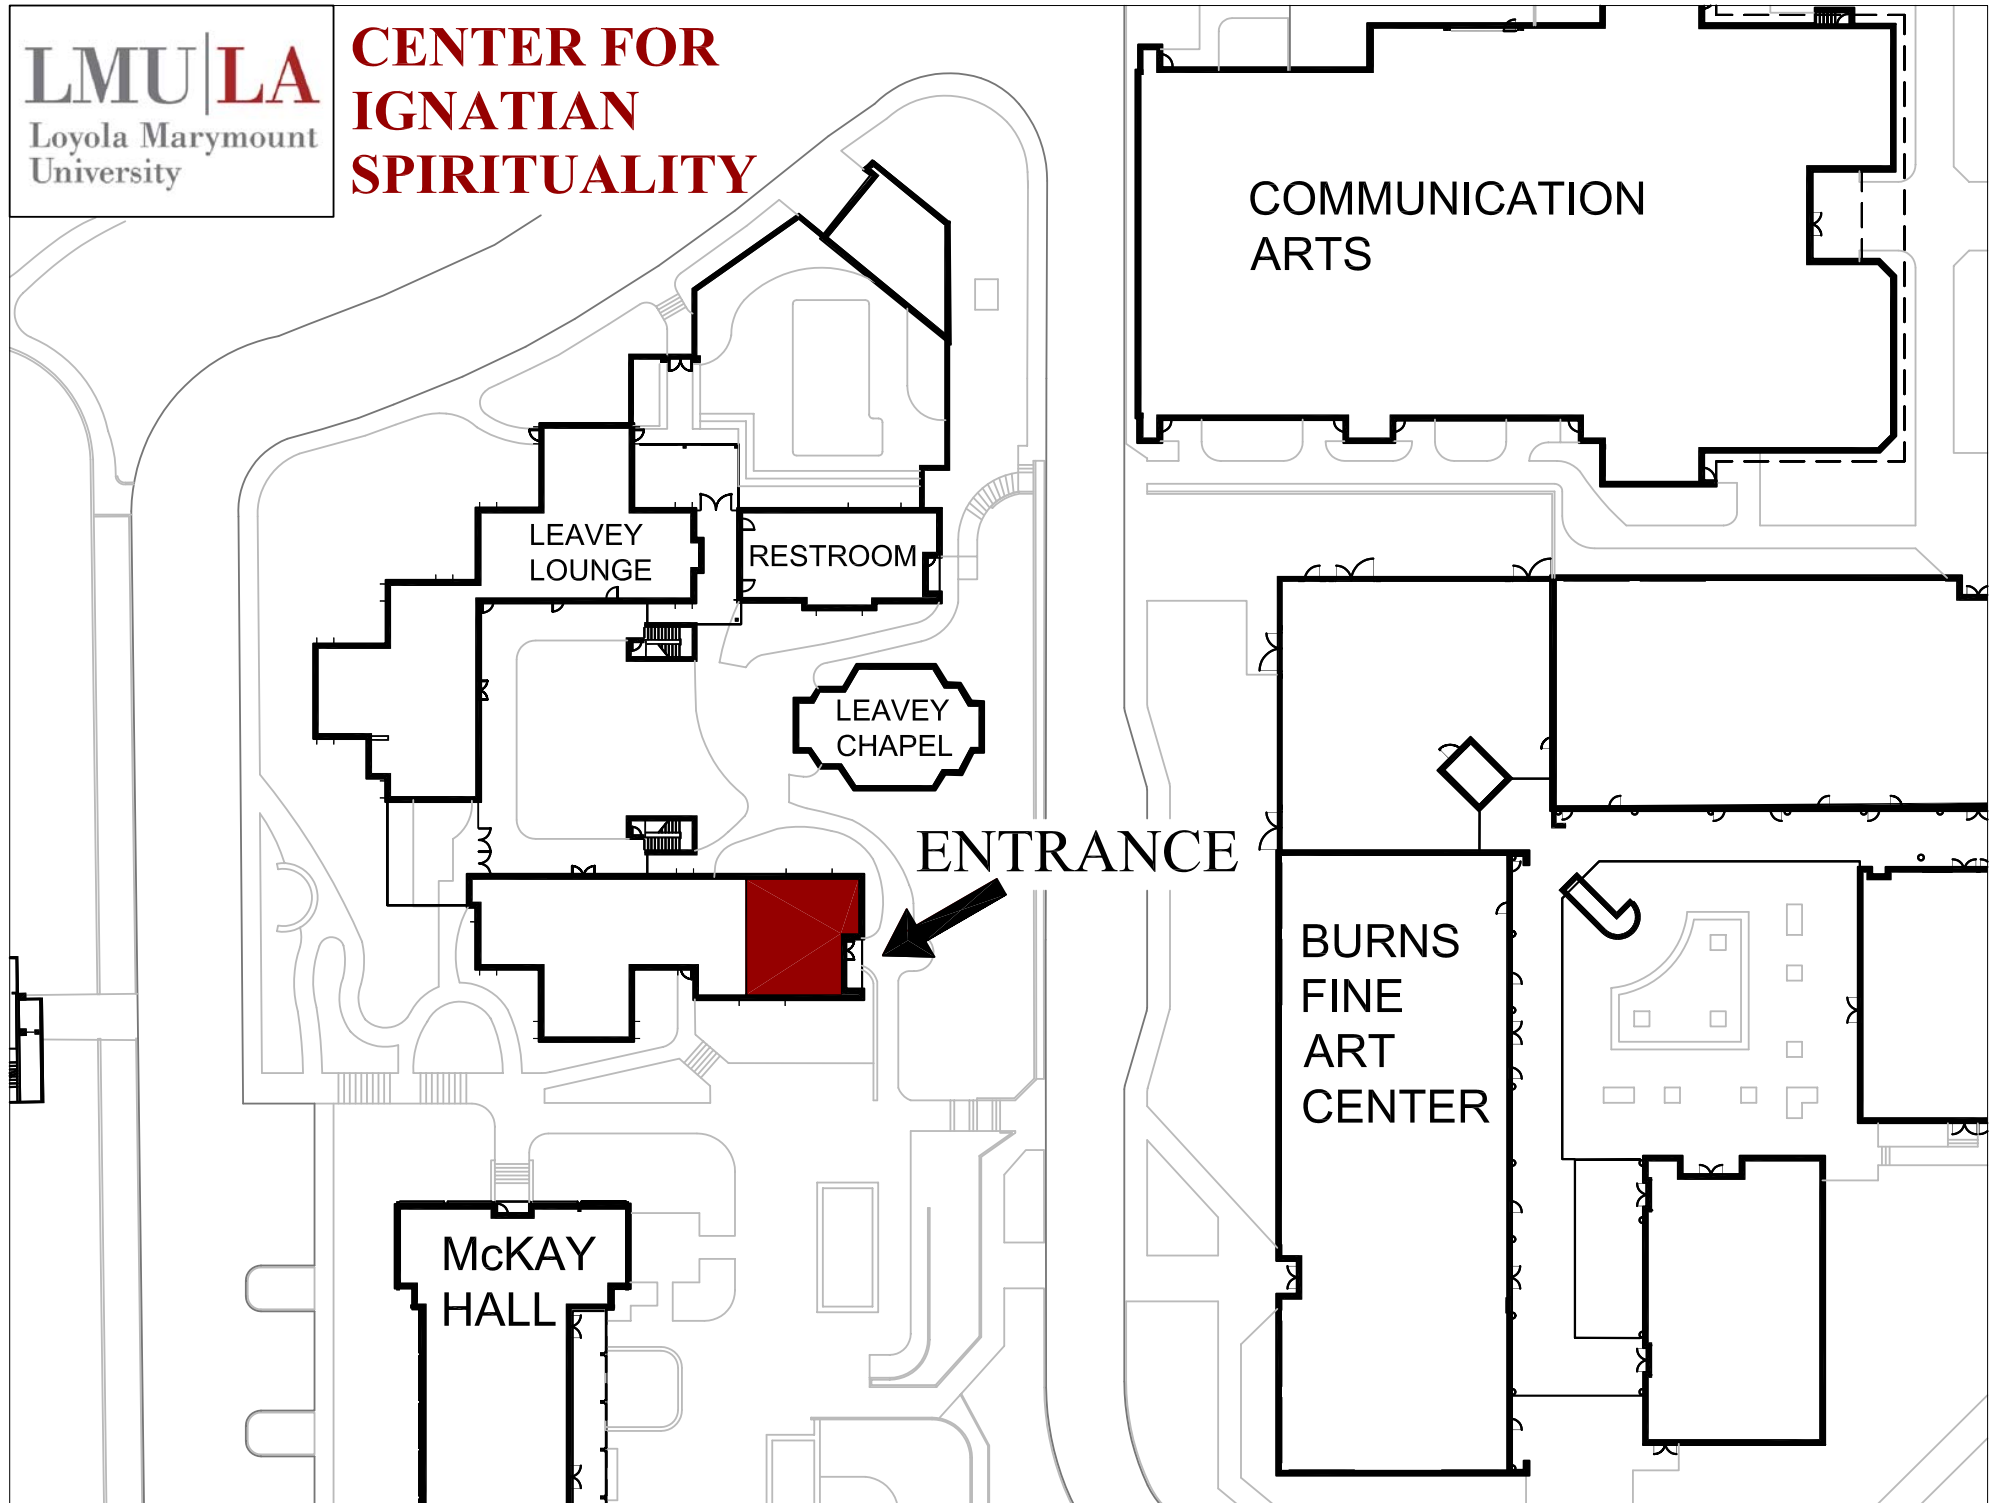 LMU|LA
Loyola Marymount
University
CENTER FOR
IGNATIAN
SPIRITUALITY
COMMUNICATION
ARTS
LEAVEY
LOUNGE
RESTROOM
LEAVEY
CHAPEL
ENTRANCE
BURNS
FINE
ART
CENTER
McKAY
HALL